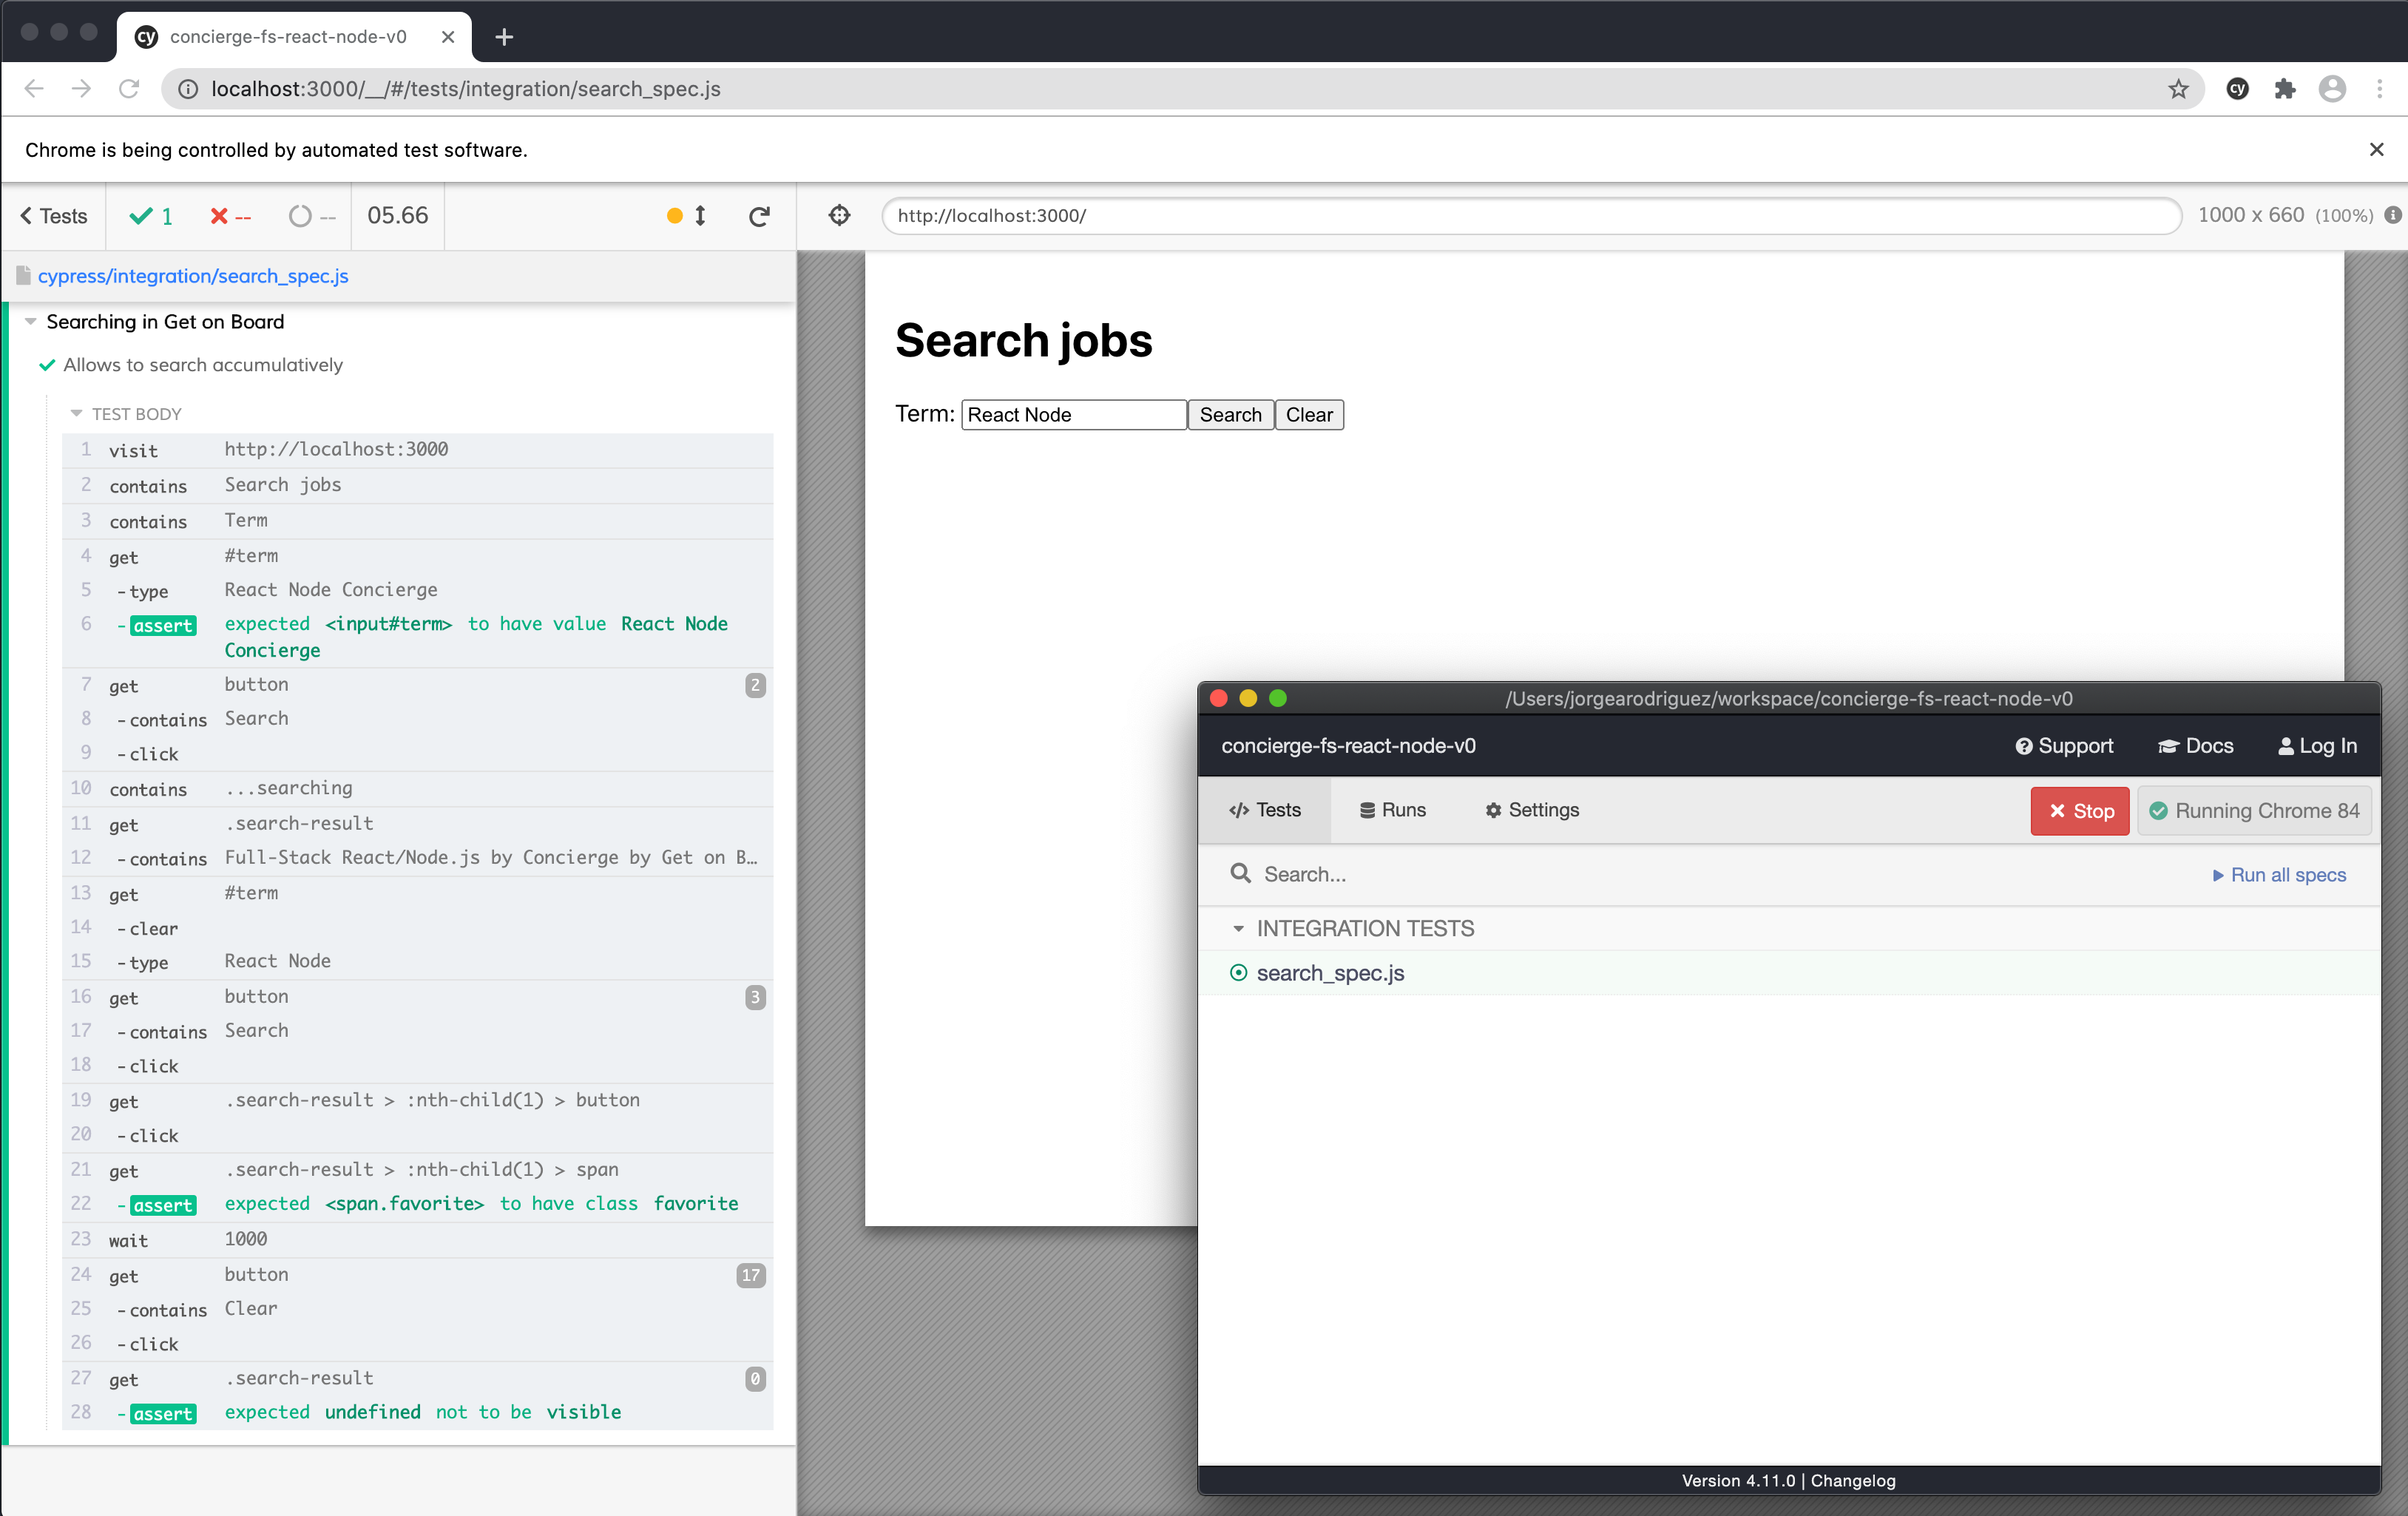 cy concierge-fs-react-node-v0
localhost:3000/__/#/tests/integration/search_spec.js
cy
Chrome is being controlled by automated test software.
Tests 1 -- -- 05.66
http://localhost:3000/ 1000 x 660 (100%)
cypress/integration/search_spec.js
Searching in Get on Board
Allows to search accumulatively
TEST BODY
1 visit http://localhost:3000
2 contains Search jobs
3 contains Term
4 get #term
5 -type React Node Concierge
6 -assert expected <input#term> to have value React Node
Concierge
7 get button 2
8 -contains Search
9 -click
10 contains ...searching
11 get .search-result
12 -contains Full-Stack React/Node.js by Concierge by Get on B…
13 get #term
14 -clear
15 -type React Node
16 get button 3
17 -contains Search
18 -click
19 get .search-result > :nth-child(1) > button
20 -click
21 get .search-result > :nth-child(1) > span
22 -assert expected <span.favorite> to have class favorite
23 wait 1000
24 get button 17
25 -contains Clear
26 -click
27 get .search-result 0
28 -assert expected undefined not to be visible
Search jobs
Term: React Node Search Clear
/Users/jorgearodriguez/workspace/concierge-fs-react-node-v0
concierge-fs-react-node-v0 Support Docs Log In
Tests Runs Settings Stop Running Chrome 84
Search... Run all specs
INTEGRATION TESTS
search_spec.js
Version 4.11.0 | Changelog